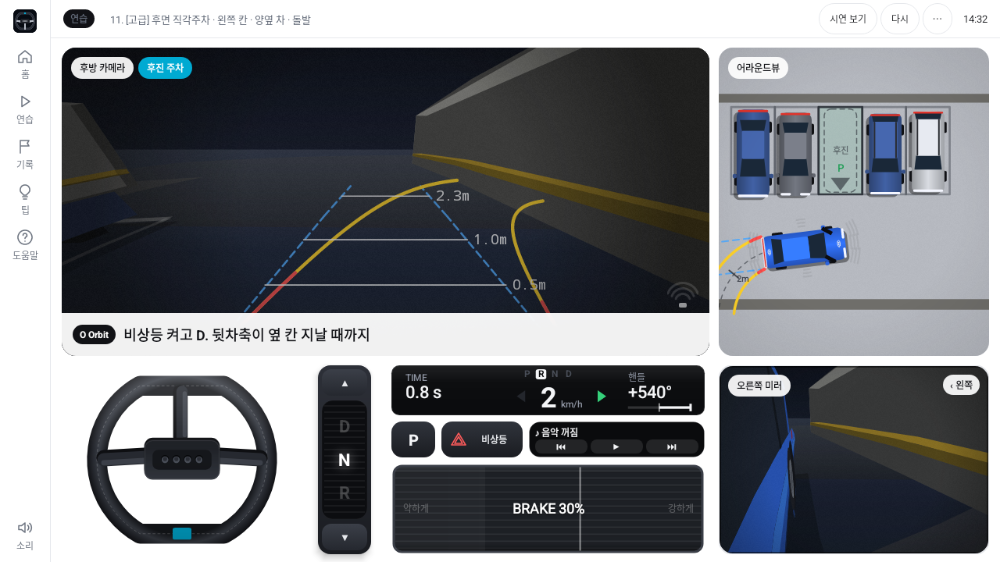 연습
11. [고급] 후면 직각주차 · 왼쪽 칸 · 양옆 차 · 돌발
시연 보기
다시
···
14:32
홈
연습
기록
팁
도움말
소리
후방 카메라
후진 주차
2.3m
1.0m
0.5m
O Orbit
비상등 켜고 D. 뒷차축이 옆 칸 지날 때까지
어라운드뷰
후진
P
2m
D
N
R
TIME
0.8 s
P R N D
2 km/h
핸들
+540°
P
비상등
♪ 음악 꺼짐
약하게
BRAKE 30%
강하게
오른쪽 미러
‹ 왼쪽